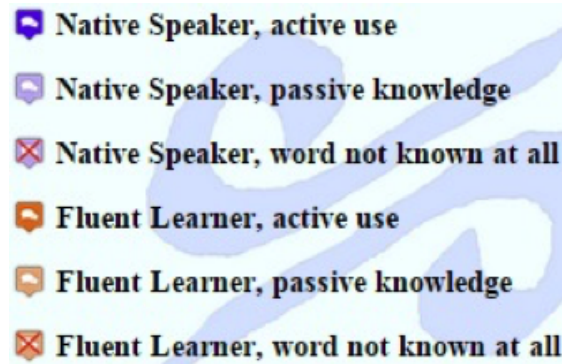 Native Speaker, active use
Native Speaker, passive knowledge
Native Speaker, word not known at all
Fluent Learner, active use
Fluent Learner, passive knowledge
Fluent Learner, word not known at all